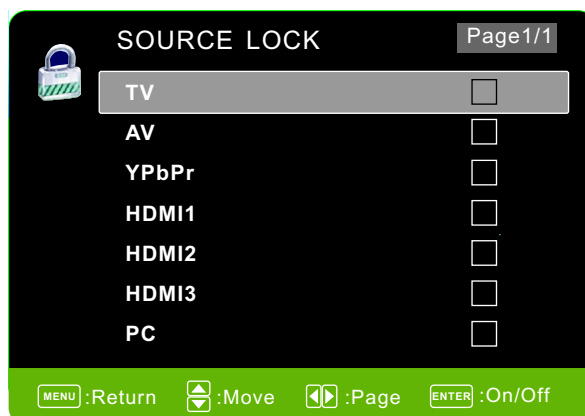 SOURCE LOCK Page1/1
TV
AV
YPbPr
HDMI1
HDMI2
HDMI3
PC
MENU :Return :Move :Page ENTER :On/Off